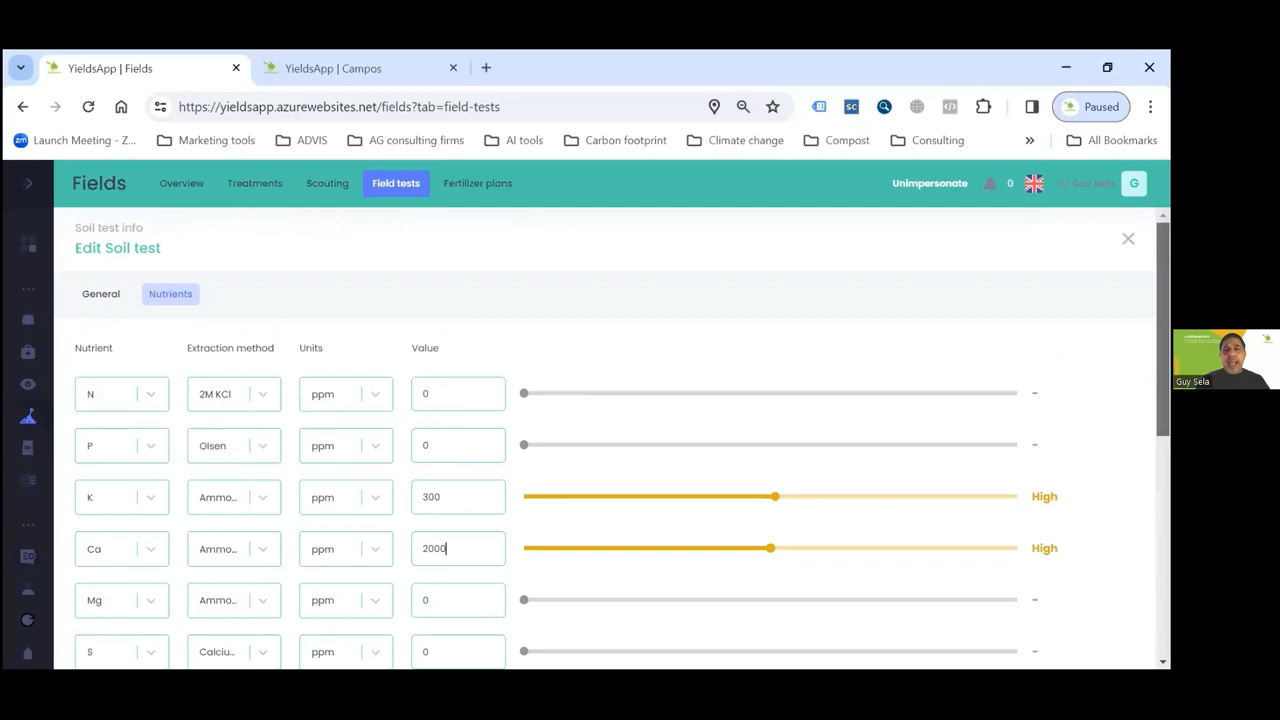 YieldsApp | Fields
YieldsApp | Campos
https://yieldsapp.azurewebsites.net/fields?tab=field-tests
SC
Paused
zm Launch Meeting - Z...
Marketing tools
ADVIS
AG consulting firms
AI tools
Carbon footprint
Climate change
Compost
Consulting
»
All Bookmarks
Fields
Overview
Treatments
Scouting
Field tests
Fertilizer plans
Unimpersonate
0
Guy Sela
G
Soil test info
Edit Soil test
General
Nutrients
Nutrient Extraction method Units Value
N 2M KCl ppm 0 -
P Olsen ppm 0 -
K Ammo... ppm 300 High
Ca Ammo... ppm 2000 High
Mg Ammo... ppm 0 -
S Calciu... ppm 0 -
Guy Sela